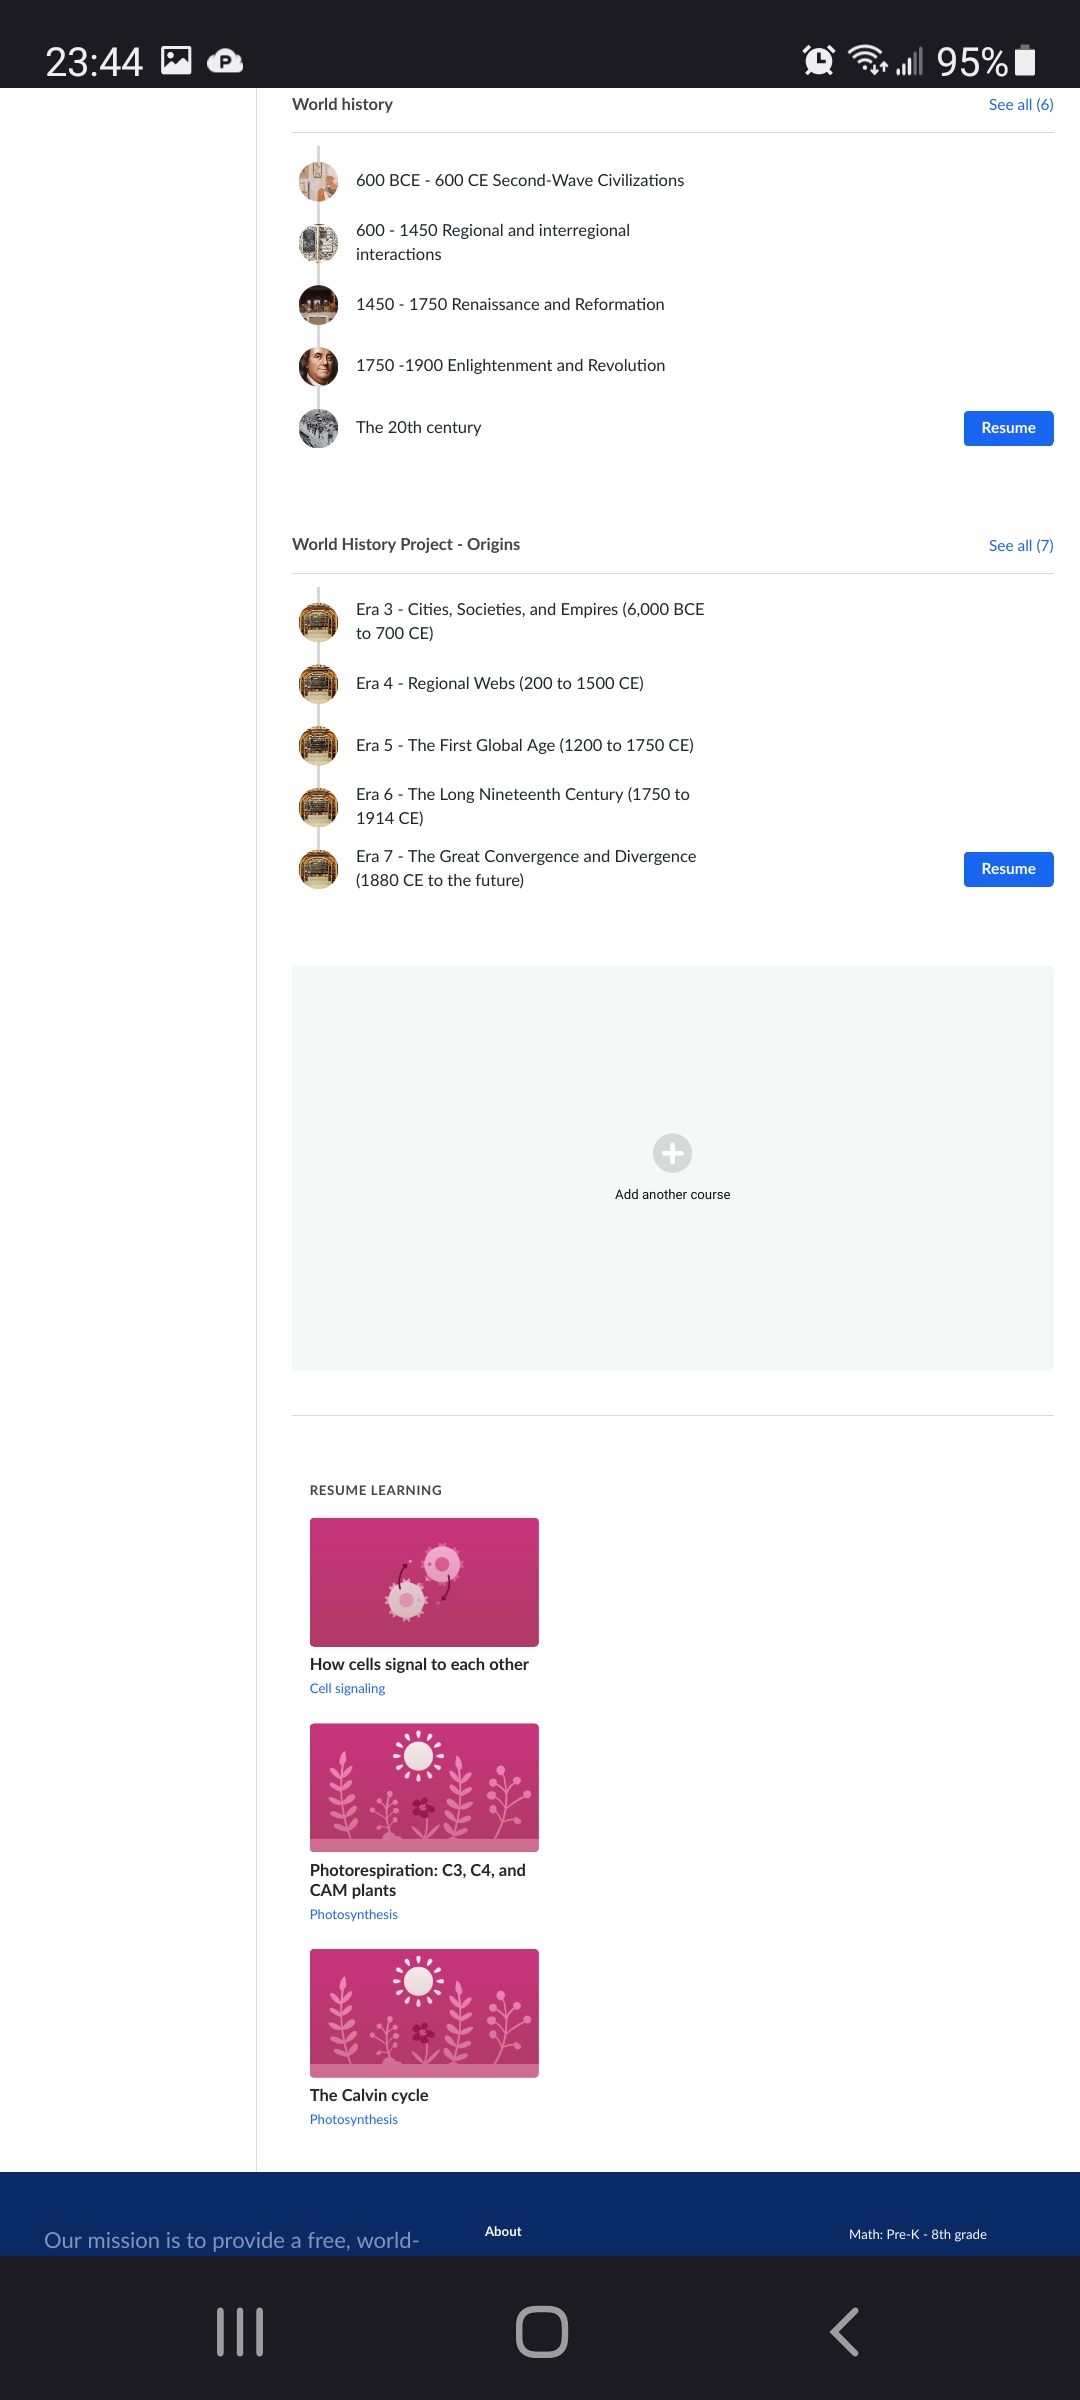 23:44
P
95%
World history
See all (6)
600 BCE - 600 CE Second-Wave Civilizations
600 - 1450 Regional and interregional
interactions
1450 - 1750 Renaissance and Reformation
1750 -1900 Enlightenment and Revolution
The 20th century
Resume
World History Project - Origins
See all (7)
Era 3 - Cities, Societies, and Empires (6,000 BCE
to 700 CE)
Era 4 - Regional Webs (200 to 1500 CE)
Era 5 - The First Global Age (1200 to 1750 CE)
Era 6 - The Long Nineteenth Century (1750 to
1914 CE)
Era 7 - The Great Convergence and Divergence
(1880 CE to the future)
Resume
Add another course
RESUME LEARNING
How cells signal to each other
Cell signaling
Photorespiration: C3, C4, and
CAM plants
Photosynthesis
The Calvin cycle
Photosynthesis
Our mission is to provide a free, world-
About
Math: Pre-K - 8th grade